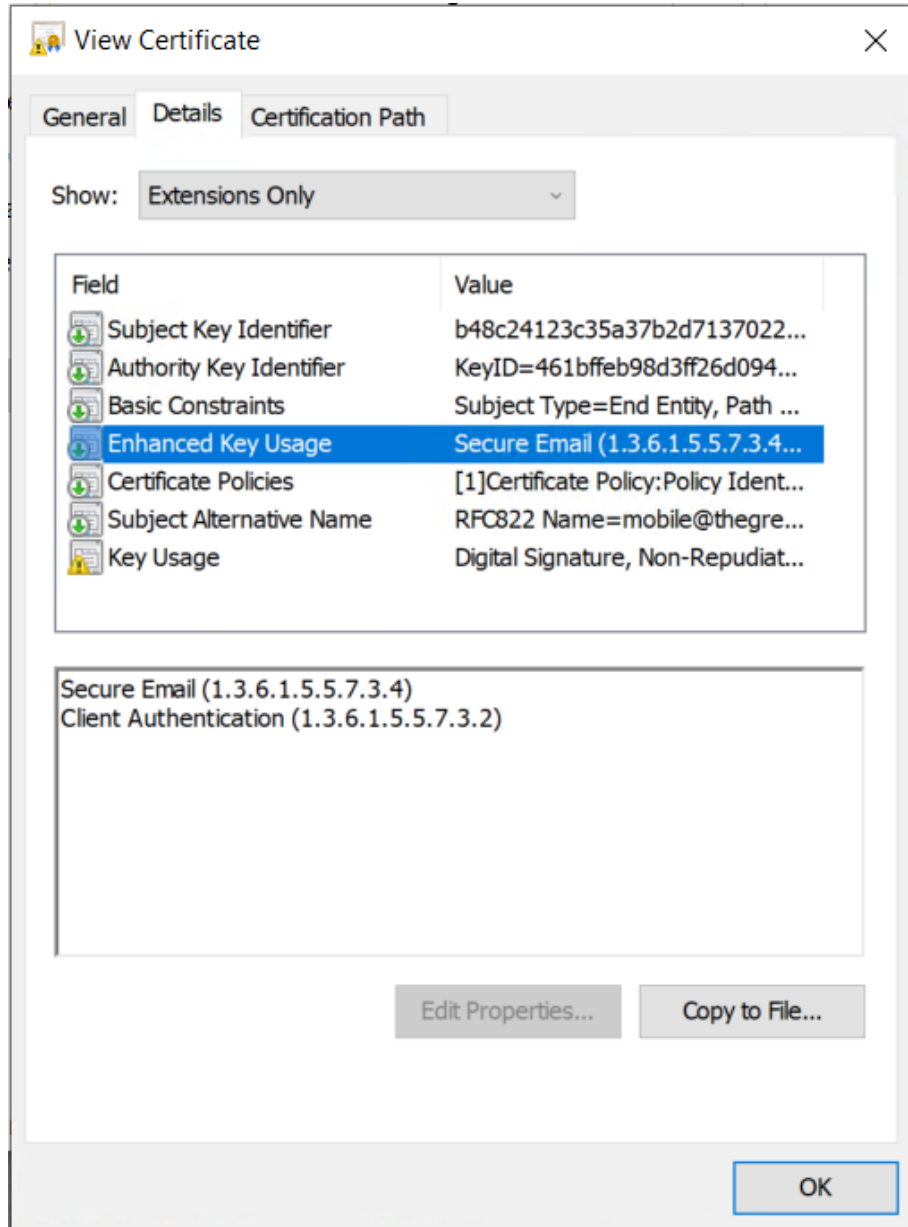 View Certificate
General Details Certification Path
Show: Extensions Only
Field Value
Subject Key Identifier b48c24123c35a37b2d7137022...
Authority Key Identifier KeyID=461bffeb98d3ff26d094...
Basic Constraints Subject Type=End Entity, Path ...
Enhanced Key Usage Secure Email (1.3.6.1.5.5.7.3.4...
Certificate Policies [1]Certificate Policy:Policy Ident...
Subject Alternative Name RFC822 Name=mobile@thegre...
Key Usage Digital Signature, Non-Repudiat...
Secure Email (1.3.6.1.5.5.7.3.4)
Client Authentication (1.3.6.1.5.5.7.3.2)
Edit Properties... Copy to File...
OK